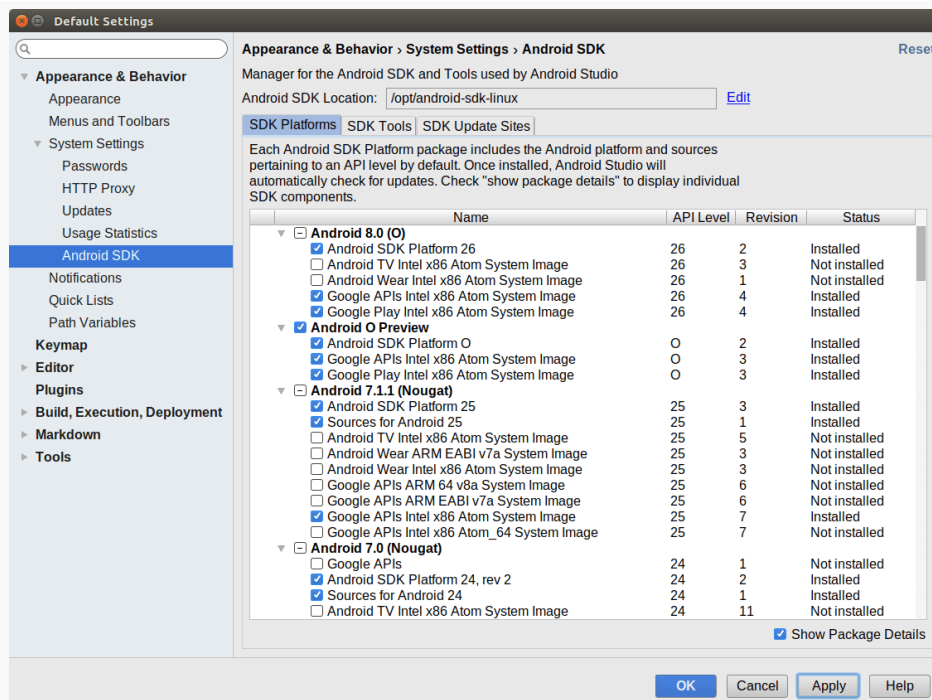 Default Settings
Appearance & Behavior
Appearance
Menus and Toolbars
System Settings
Passwords
HTTP Proxy
Updates
Usage Statistics
Android SDK
Notifications
Quick Lists
Path Variables
Keymap
Editor
Plugins
Build, Execution, Deployment
Markdown
Tools
Appearance & Behavior › System Settings › Android SDK Reset
Manager for the Android SDK and Tools used by Android Studio
Android SDK Location: /opt/android-sdk-linux Edit
SDK Platforms SDK Tools SDK Update Sites
Each Android SDK Platform package includes the Android platform and sources
pertaining to an API level by default. Once installed, Android Studio will
automatically check for updates. Check "show package details" to display individual
SDK components.
Name API Level Revision Status
Android 8.0 (O)
Android SDK Platform 26 26 2 Installed
Android TV Intel x86 Atom System Image 26 3 Not installed
Android Wear Intel x86 Atom System Image 26 1 Not installed
Google APIs Intel x86 Atom System Image 26 4 Installed
Google Play Intel x86 Atom System Image 26 4 Installed
Android O Preview
Android SDK Platform O O 2 Installed
Google APIs Intel x86 Atom System Image O 3 Installed
Google Play Intel x86 Atom System Image O 3 Installed
Android 7.1.1 (Nougat)
Android SDK Platform 25 25 3 Installed
Sources for Android 25 25 1 Installed
Android TV Intel x86 Atom System Image 25 5 Not installed
Android Wear ARM EABI v7a System Image 25 3 Not installed
Android Wear Intel x86 Atom System Image 25 3 Not installed
Google APIs ARM 64 v8a System Image 25 6 Not installed
Google APIs ARM EABI v7a System Image 25 6 Not installed
Google APIs Intel x86 Atom System Image 25 7 Installed
Google APIs Intel x86 Atom_64 System Image 25 7 Not installed
Android 7.0 (Nougat)
Google APIs 24 1 Not installed
Android SDK Platform 24, rev 2 24 2 Installed
Sources for Android 24 24 1 Installed
Android TV Intel x86 Atom System Image 24 11 Not installed
Show Package Details
OK Cancel Apply Help